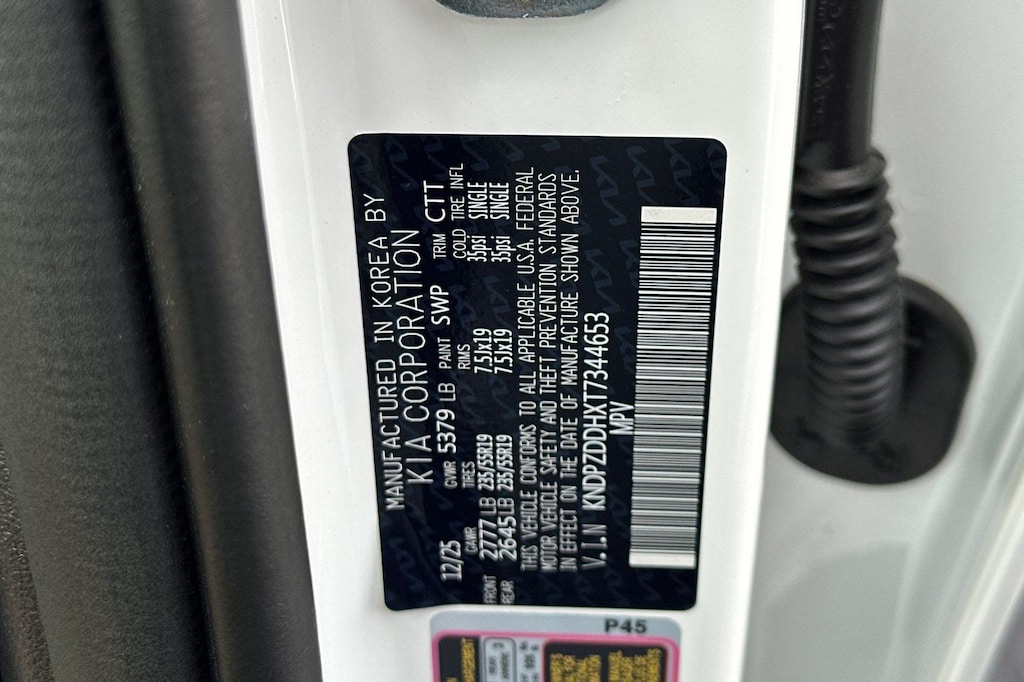 MANUFACTURED IN KOREA BY
KIA CORPORATION
12/25 GVWR 5379 LB PAINT SWP TRIM CTT
GAWR TIRES RIMS COLD TIRE INFL
FRONT 2777 LB 235/55R19 7.5Jx19 35psi SINGLE
REAR 2645 LB 235/55R19 7.5Jx19 35psi SINGLE
THIS VEHICLE CONFORMS TO ALL APPLICABLE U.S.A. FEDERAL
MOTOR VEHICLE SAFETY AND THEFT PREVENTION STANDARDS
IN EFFECT ON THE DATE OF MANUFACTURE SHOWN ABOVE.
V.I.N KNDPZDDHXT7344653
MPV
P45